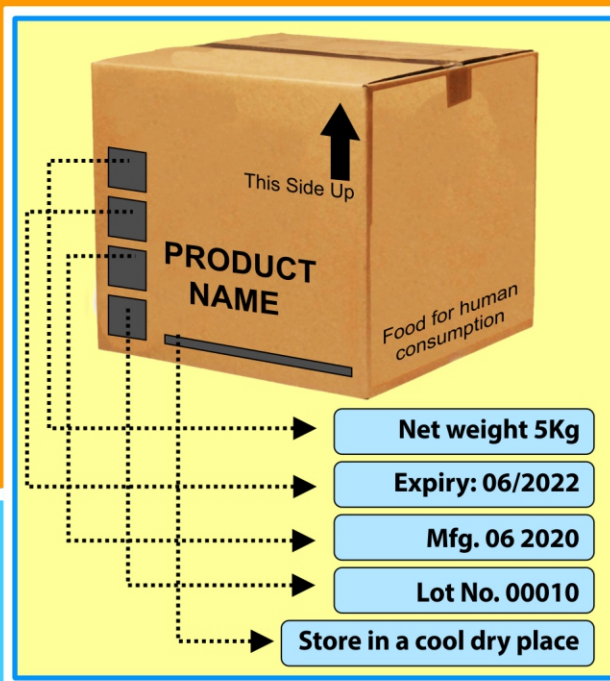 This Side Up
PRODUCT
NAME
Food for human
consumption
Net weight 5Kg
Expiry: 06/2022
Mfg. 06 2020
Lot No. 00010
Store in a cool dry place